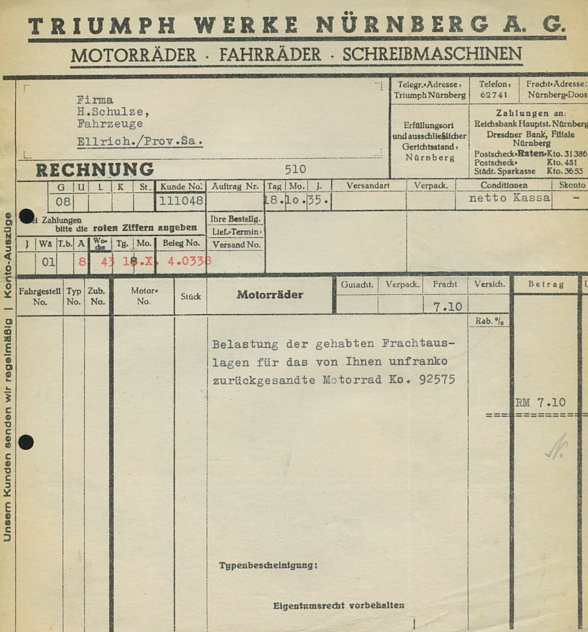 TRIUMPH WERKE NÜRNBERG A. G.
MOTORRÄDER · FAHRRÄDER · SCHREIBMASCHINEN
Firma
H.Schulze,
Fahrzeuge
Ellrich./Prov.Sa.
Telegr.-Adresse:
Triumph Nürnberg
Telefon:
62741
Fracht-Adresse:
Nürnberg-Doos
Erfüllungsort
und ausschließlicher
Gerichtsstand:
Nürnberg
Zahlungen an:
Reichsbank Hauptst. Nürnberg
Dresdner Bank, Filiale
Nürnberg
Postscheck-Raten-Kto. 31386
Postscheck- Kto. 481
Städt. Sparkasse Kto. 3653
RECHNUNG
510
G U L K St. Kunde No. Auftrag Nr. Tag Mo. J. Versandart Verpack. Conditionen Skonto
08 111048 18.10.35. netto Kassa -
Zahlungen
bitte die roten Ziffern angeben
Ihre Bestellg.
Lief.-Termin
Versand No.
J Wä T.b. A Wo-che Tg. Mo. Beleg No.
01 8 43 18.X. 4.0338
Fahrgestell No. Typ No. Zub. No. Motor-No. Stück Motorräder Gutacht. Verpack. Fracht Versich. Betrag
7.10
Rab. %
Belastung der gehabten Frachtaus-
lagen für das von Ihnen unfranko
zurückgesandte Motorrad Ko. 92575
RM 7.10
Typenbescheinigung:
Eigentumsrecht vorbehalten
Unsern Kunden senden wir regelmäßig | Konto-Auszüge